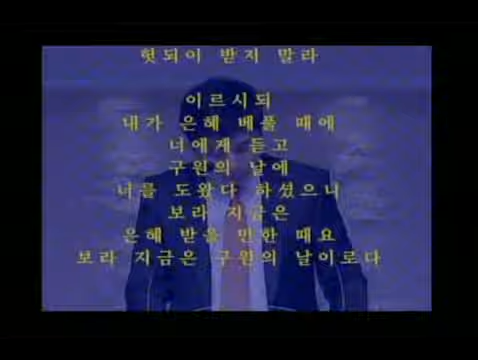 헛되이 받지 말라
이르시되
내가 은혜 베풀 때에
너에게 듣고
구원의 날에
너를 도왔다 하셨으니
보라 지금은
은혜 받을 만한 때요
보라 지금은 구원의 날이로다